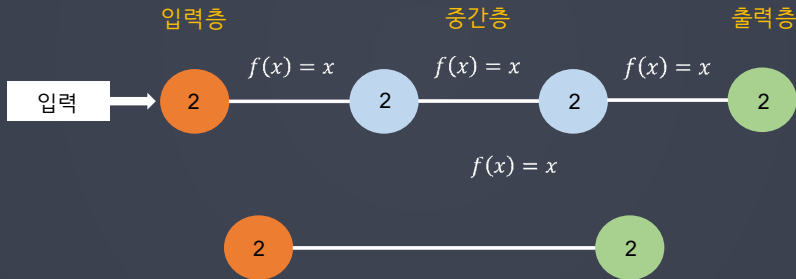 입력층 중간층 출력층
f(x) = x f(x) = x f(x) = x
입력 2 2 2 2
f(x) = x
2 2